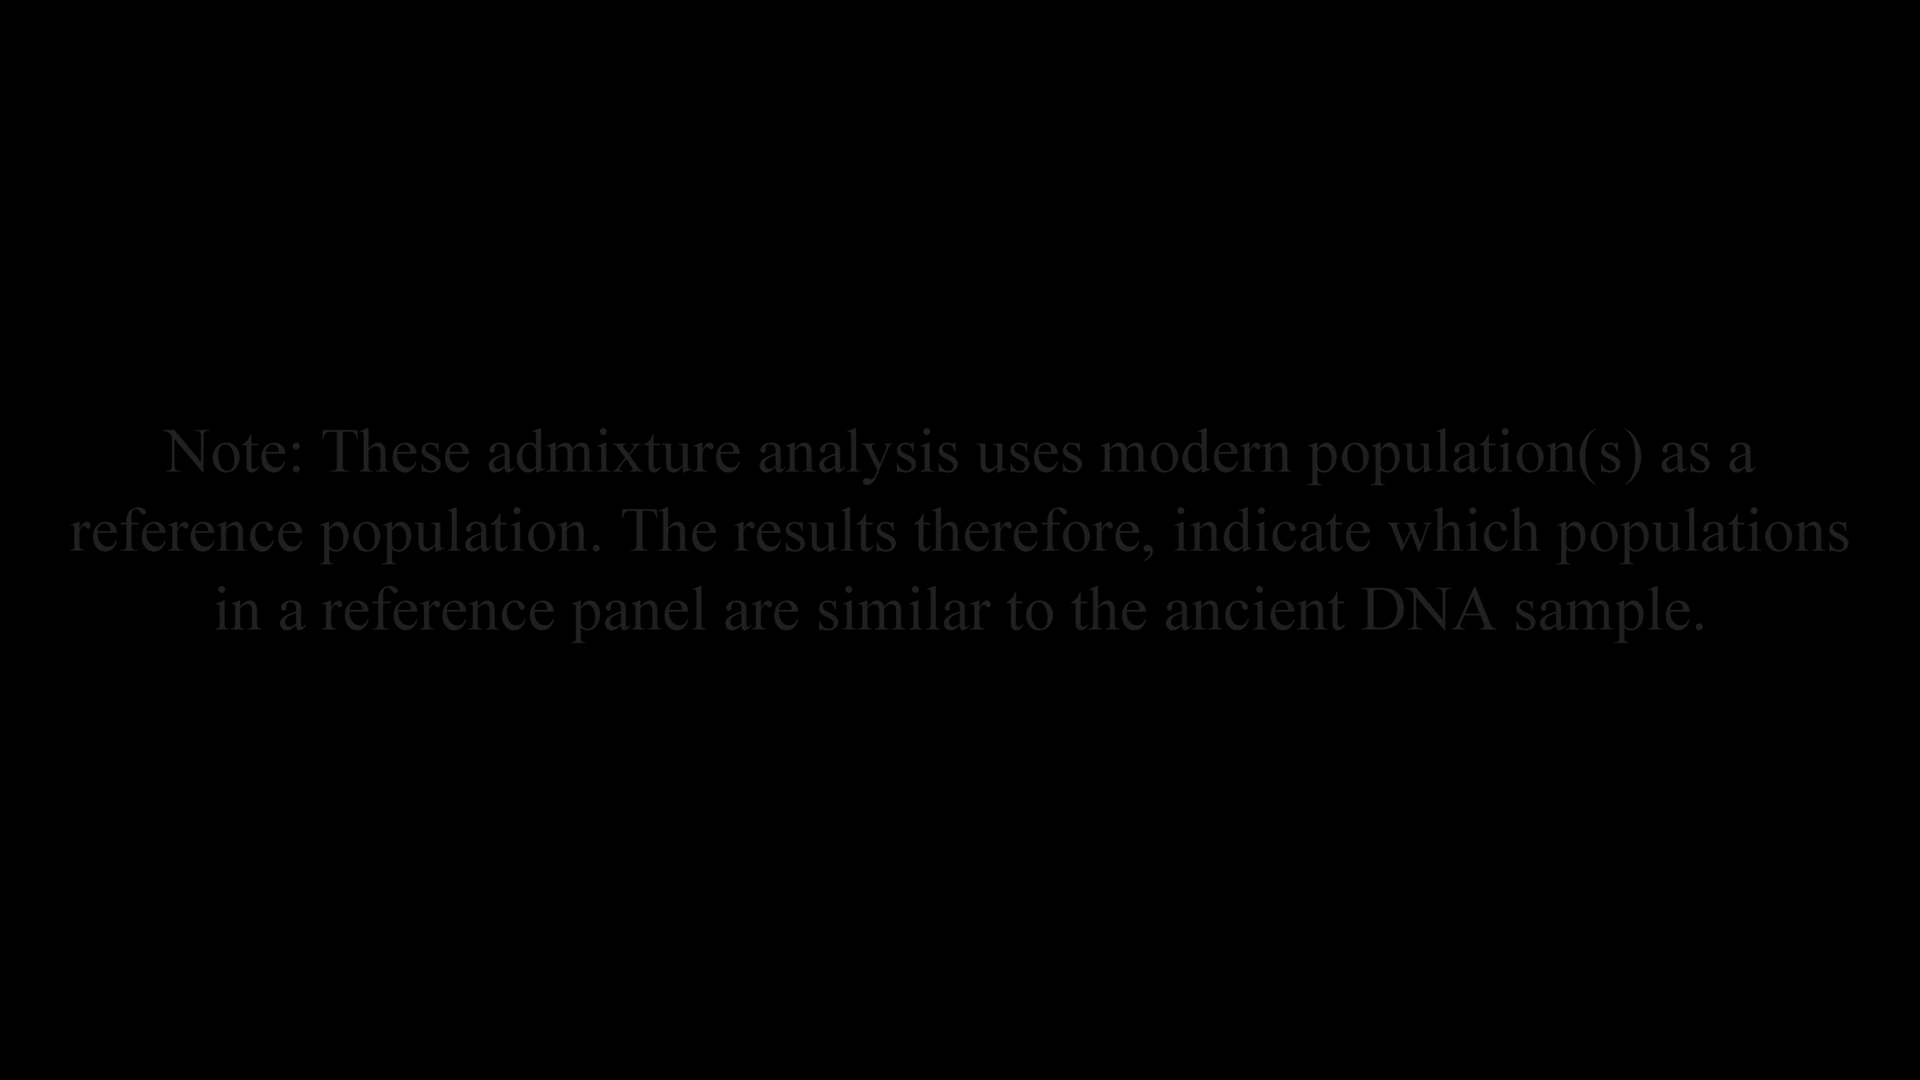 Note: These admixture analysis uses modern population(s) as a
reference population. The results therefore, indicate which populations
in a reference panel are similar to the ancient DNA sample.